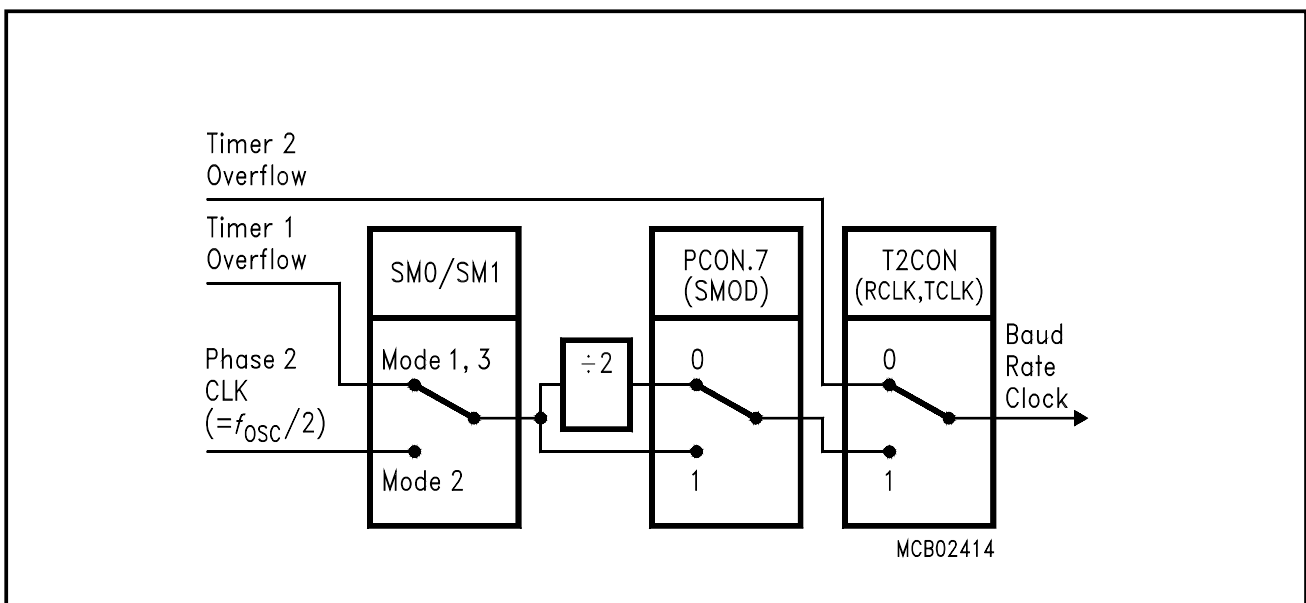 Timer 2
Overflow
Timer 1
Overflow
Phase 2
CLK
(=fOSC/2)
SM0/SM1
Mode 1, 3
Mode 2
÷2
PCON.7
(SMOD)
0
1
T2CON
(RCLK,TCLK)
0
1
Baud
Rate
Clock
MCB02414